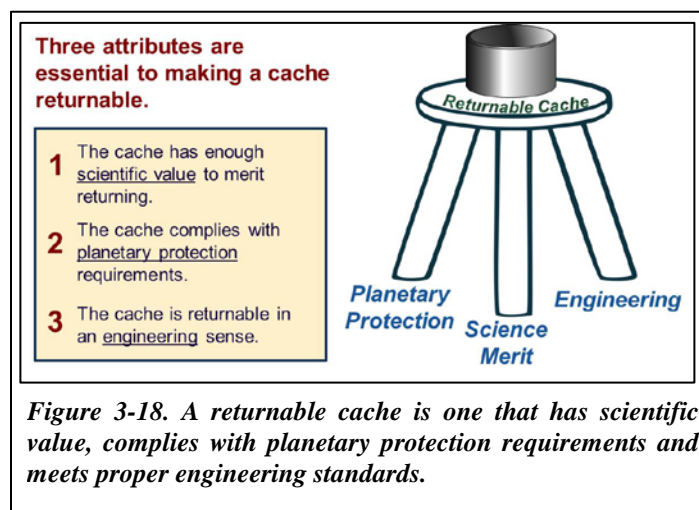 Three attributes are
essential to making a cache
returnable.
1 The cache has enough
scientific value to merit
returning.
2 The cache complies with
planetary protection
requirements.
3 The cache is returnable in
an engineering sense.
Returnable Cache
Planetary
Protection
Science
Merit
Engineering
Figure 3-18. A returnable cache is one that has scientific
value, complies with planetary protection requirements and
meets proper engineering standards.